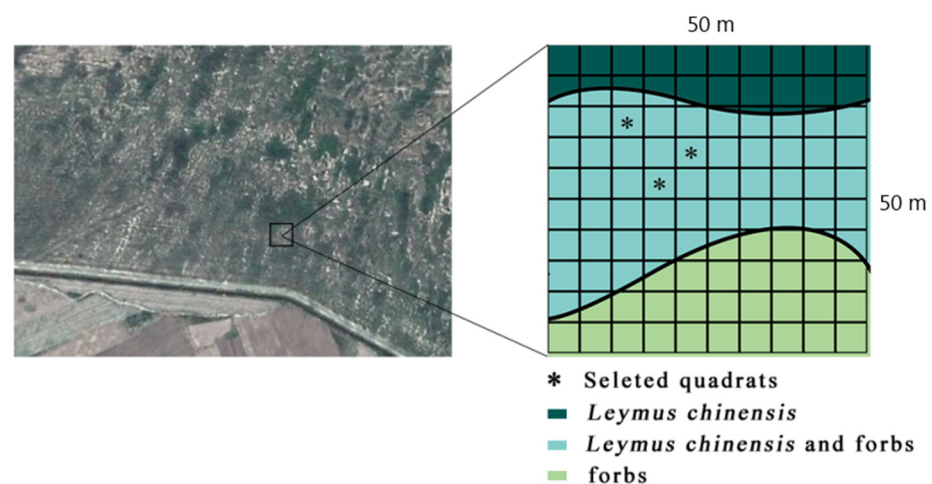 50 m
50 m
* Seleted quadrats
Leymus chinensis
Leymus chinensis and forbs
forbs